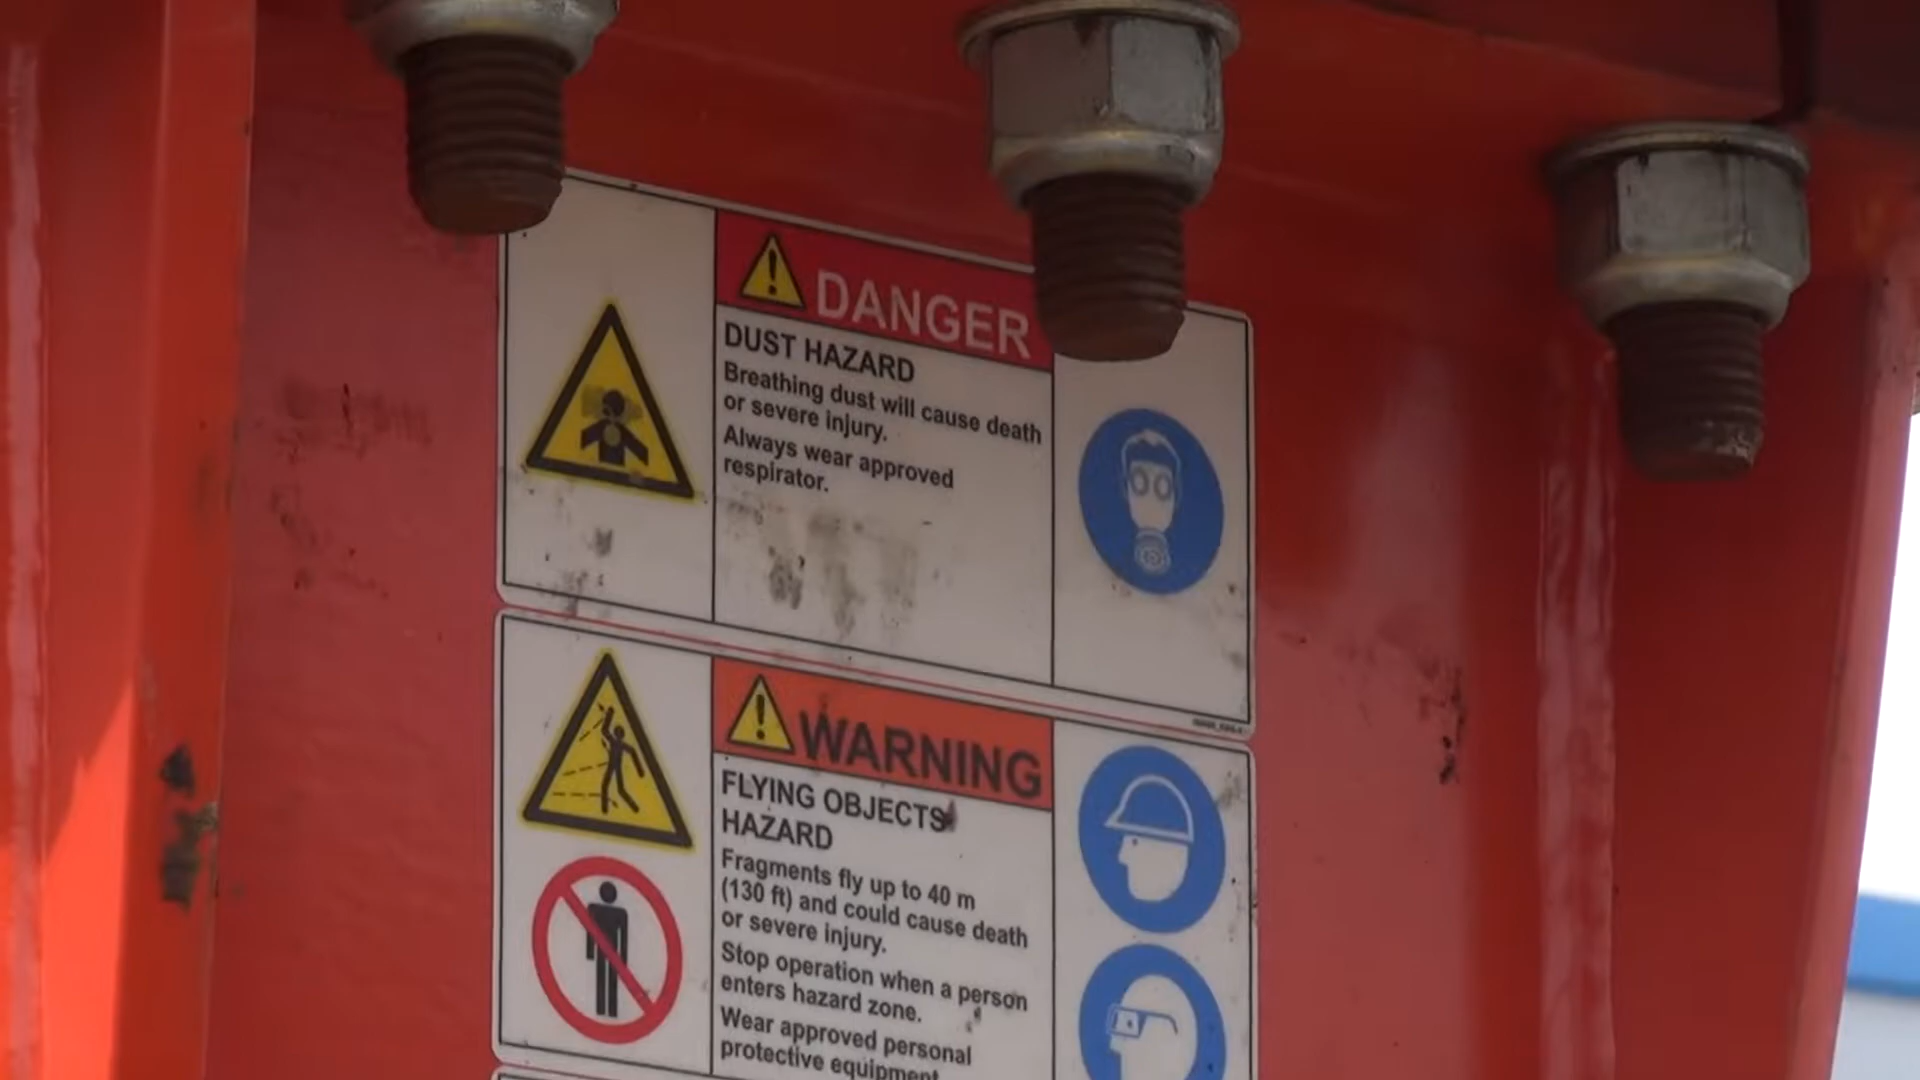 DANGER
DUST HAZARD
Breathing dust will cause death
or severe injury.
Always wear approved
respirator.
WARNING
FLYING OBJECTS
HAZARD
Fragments fly up to 40 m
(130 ft) and could cause death
or severe injury.
Stop operation when a person
enters hazard zone.
Wear approved personal
protective equipment